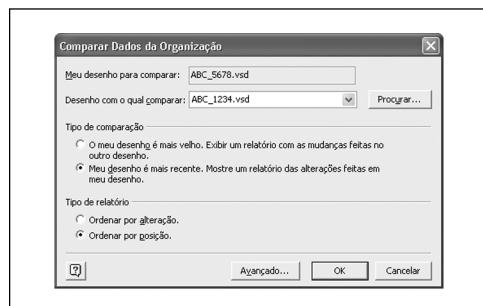 Comparar Dados da Organização
Meu desenho para comparar: ABC_5678.vsd
Desenho com o qual comparar: ABC_1234.vsd Procurar...
Tipo de comparação
O meu desenho é mais velho. Exibir um relatório com as mudanças feitas no
outro desenho.
Meu desenho é mais recente. Mostre um relatório das alterações feitas em
meu desenho.
Tipo de relatório
Ordenar por alteração.
Ordenar por posição.
Avançado... OK Cancelar